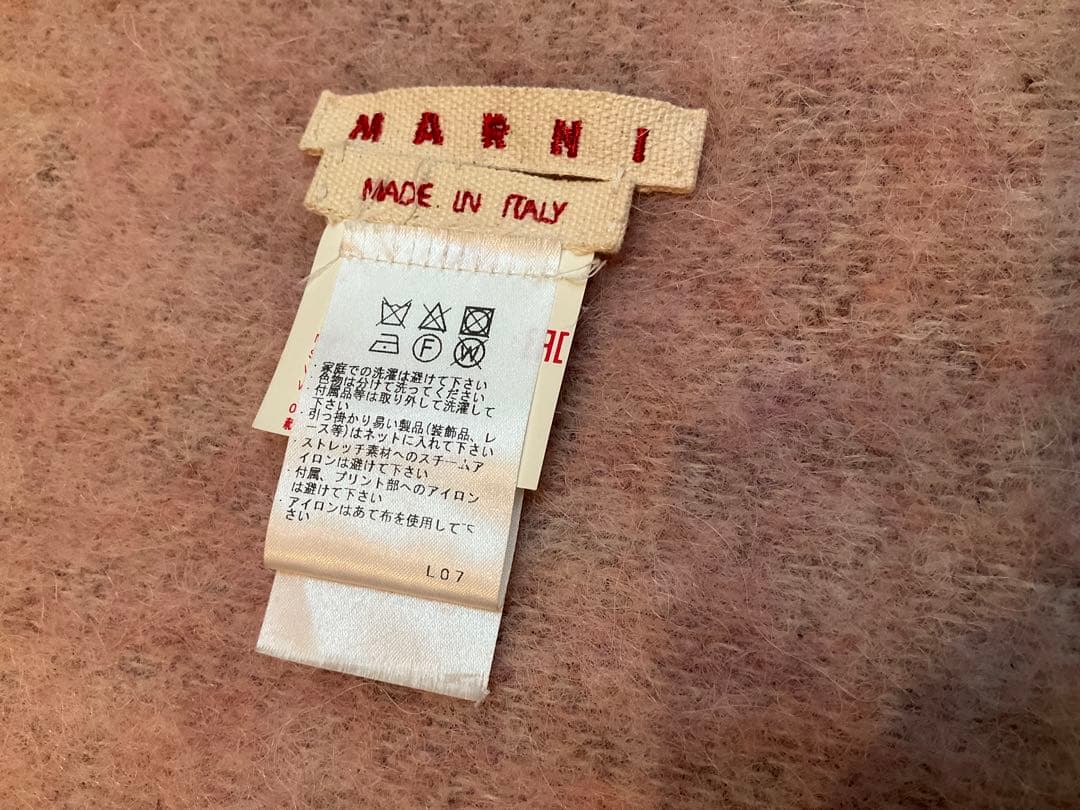 MARNI
MADE IN ITALY
F
W
・家庭での洗濯は避けて下さい
・色物は分けて洗ってください
・付属品等は取り外して洗濯して
下さい
・引っ掛かり易い製品(装飾品、レ
ース等)はネットに入れて下さい
・ストレッチ素材へのスチームア
イロンは避けて下さい
・付属、プリント部へのアイロン
は避けて下さい
・アイロンはあて布を使用して下
さい
L07